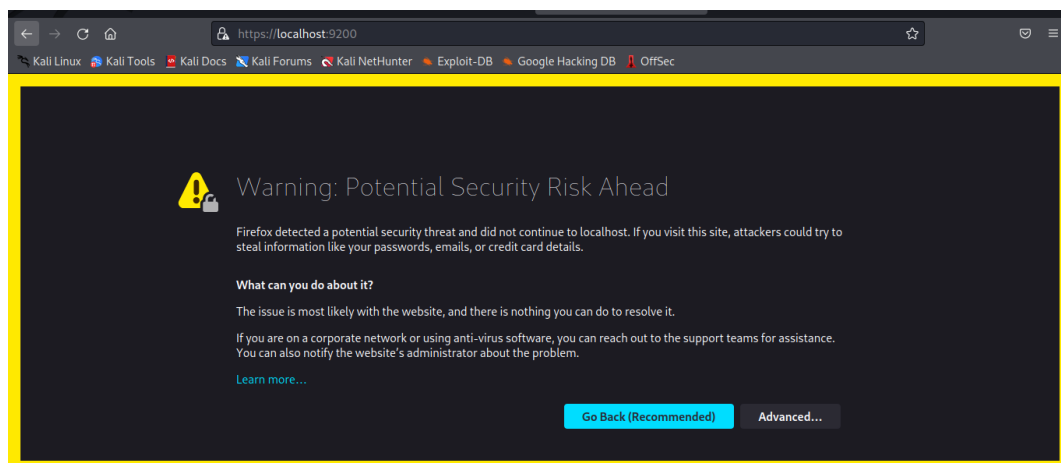 https://localhost:9200
Kali Linux Kali Tools Kali Docs Kali Forums Kali NetHunter Exploit-DB Google Hacking DB OffSec
Warning: Potential Security Risk Ahead
Firefox detected a potential security threat and did not continue to localhost. If you visit this site, attackers could try to
steal information like your passwords, emails, or credit card details.
What can you do about it?
The issue is most likely with the website, and there is nothing you can do to resolve it.
If you are on a corporate network or using anti-virus software, you can reach out to the support teams for assistance.
You can also notify the website's administrator about the problem.
Learn more…
Go Back (Recommended) Advanced…